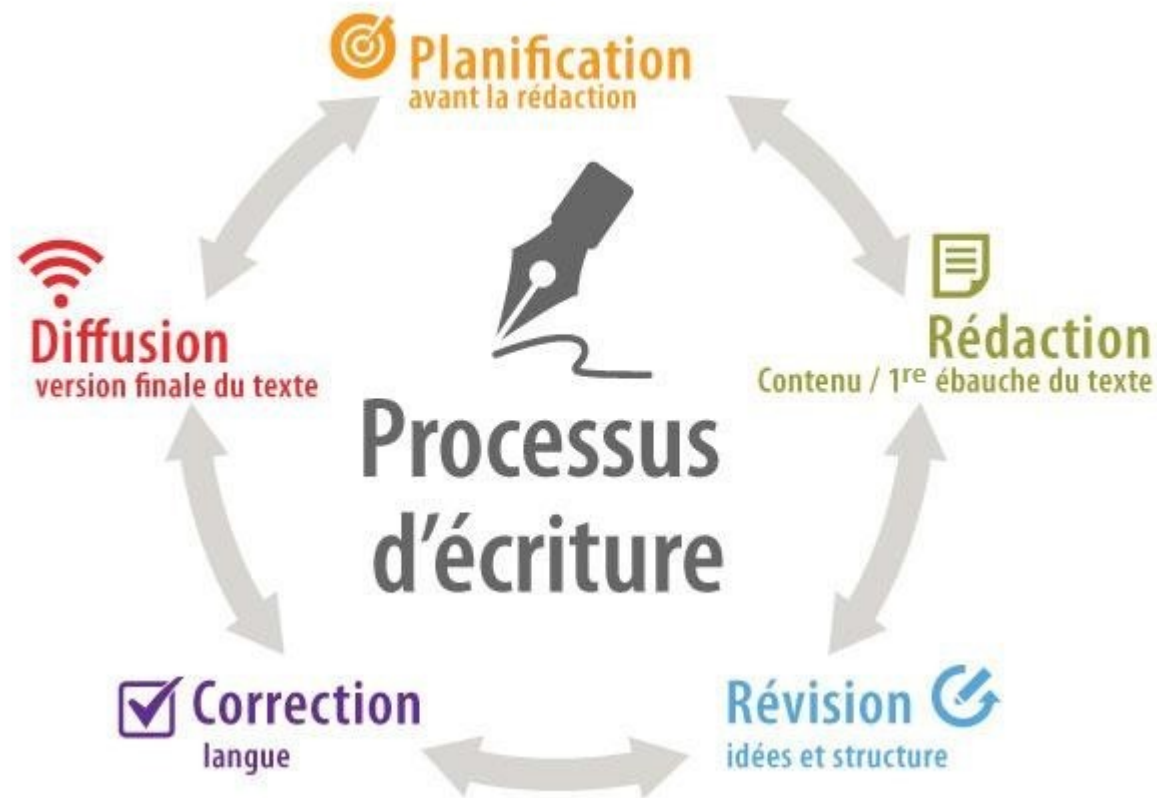 Planification
avant la rédaction
Rédaction
Contenu / 1re ébauche du texte
Révision
idées et structure
Correction
langue
Diffusion
version finale du texte
Processus
d'écriture